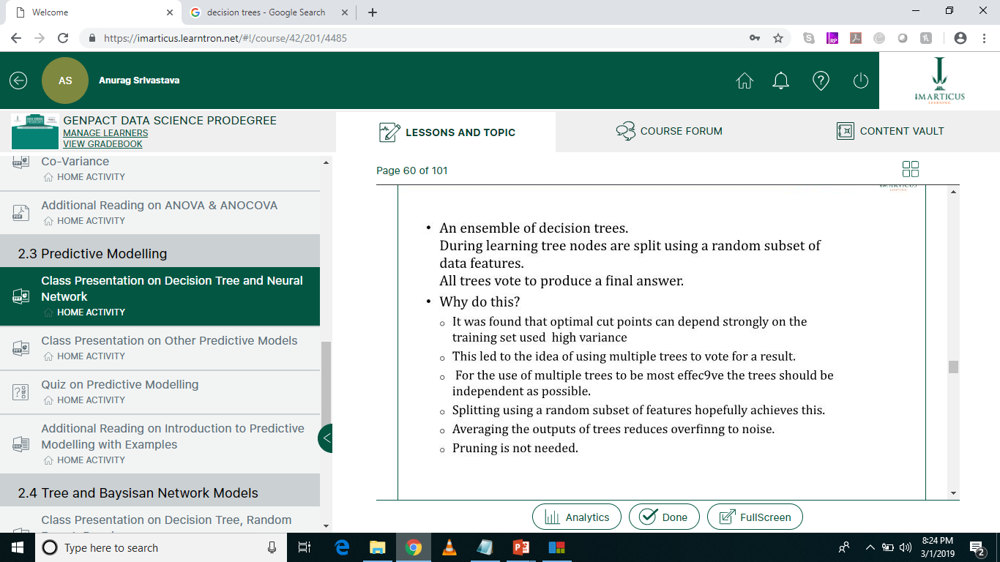 Welcome
decision trees - Google Search
https://imarticus.learntron.net/#!/course/42/201/4485
AS
Anurag Srivastava
IMARTICUS
LEARNING
GENPACT DATA SCIENCE PRODEGREE
MANAGE LEARNERS
VIEW GRADEBOOK
LESSONS AND TOPIC
COURSE FORUM
CONTENT VAULT
Co-Variance
HOME ACTIVITY
Additional Reading on ANOVA & ANOCOVA
HOME ACTIVITY
2.3 Predictive Modelling
Class Presentation on Decision Tree and Neural
Network
HOME ACTIVITY
Class Presentation on Other Predictive Models
HOME ACTIVITY
Quiz on Predictive Modelling
HOME ACTIVITY
Additional Reading on Introduction to Predictive
Modelling with Examples
HOME ACTIVITY
2.4 Tree and Baysisan Network Models
Class Presentation on Decision Tree, Random
Page 60 of 101
• An ensemble of decision trees.
During learning tree nodes are split using a random subset of
data features.
All trees vote to produce a final answer.
• Why do this?
o It was found that optimal cut points can depend strongly on the
training set used high variance
o This led to the idea of using multiple trees to vote for a result.
o For the use of multiple trees to be most effec9ve the trees should be
independent as possible.
o Splitting using a random subset of features hopefully achieves this.
o Averaging the outputs of trees reduces overfinng to noise.
o Pruning is not needed.
Analytics
Done
FullScreen
Type here to search
8:24 PM
3/1/2019
2